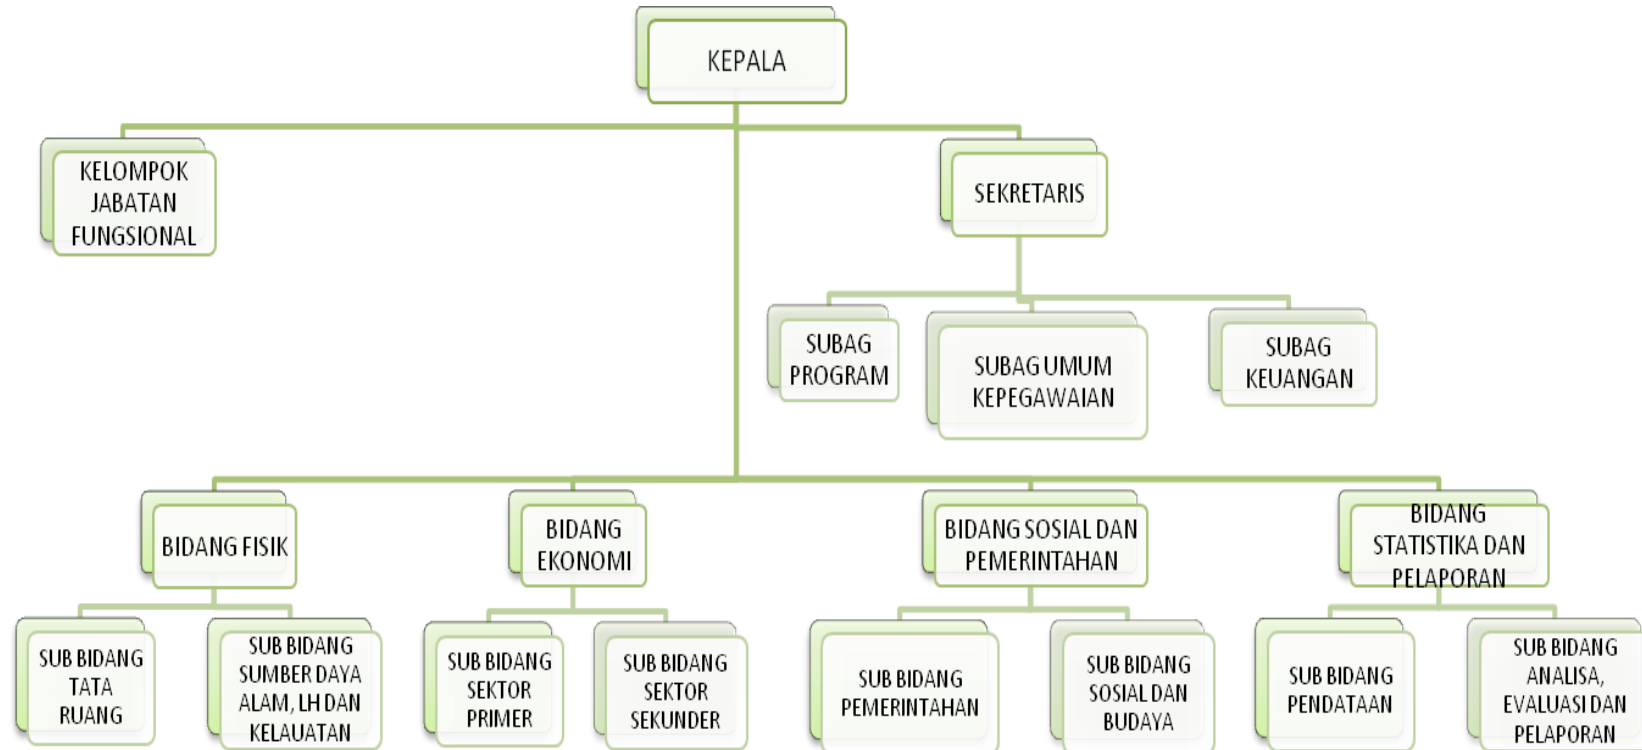 KEPALA
KELOMPOK
JABATAN
FUNGSIONAL
SEKRETARIS
SUBAG
PROGRAM
SUBAG UMUM
KEPEGAWAIAN
SUBAG
KEUANGAN
BIDANG FISIK
BIDANG
EKONOMI
BIDANG SOSIAL DAN
PEMERINTAHAN
BIDANG
STATISTIKA DAN
PELAPORAN
SUB BIDANG
TATA
RUANG
SUB BIDANG
SUMBER DAYA
ALAM, LH DAN
KELAUATAN
SUB BIDANG
SEKTOR
PRIMER
SUB BIDANG
SEKTOR
SEKUNDER
SUB BIDANG
PEMERINTAHAN
SUB BIDANG
SOSIAL DAN
BUDAYA
SUB BIDANG
PENDATAAN
SUB BIDANG
ANALISA,
EVALUASI DAN
PELAPORAN